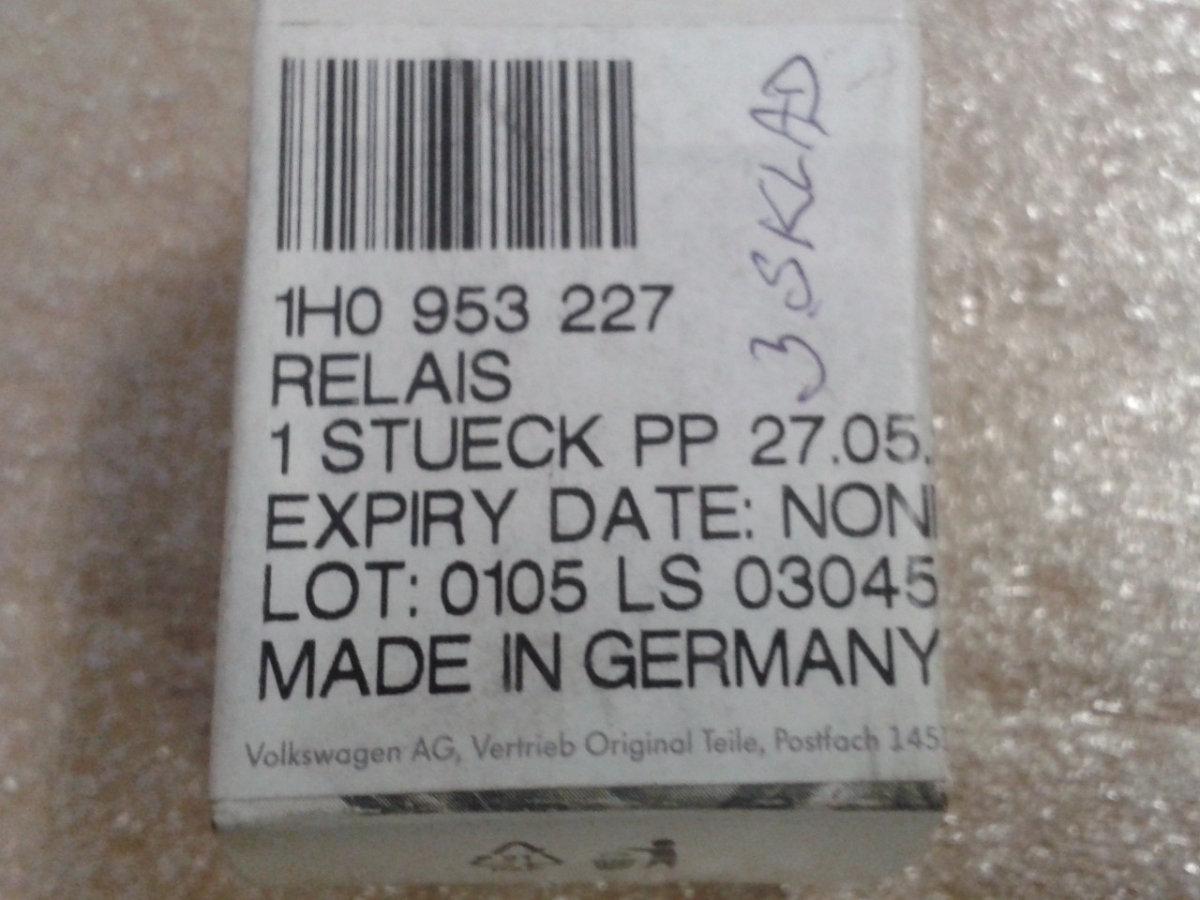 1H0 953 227
RELAIS
1 STUECK PP 27.05.
EXPIRY DATE: NON
LOT: 0105 LS 03045
MADE IN GERMANY
Volkswagen AG, Vertrieb Original Teile, Postfach 145
3. SKLAD